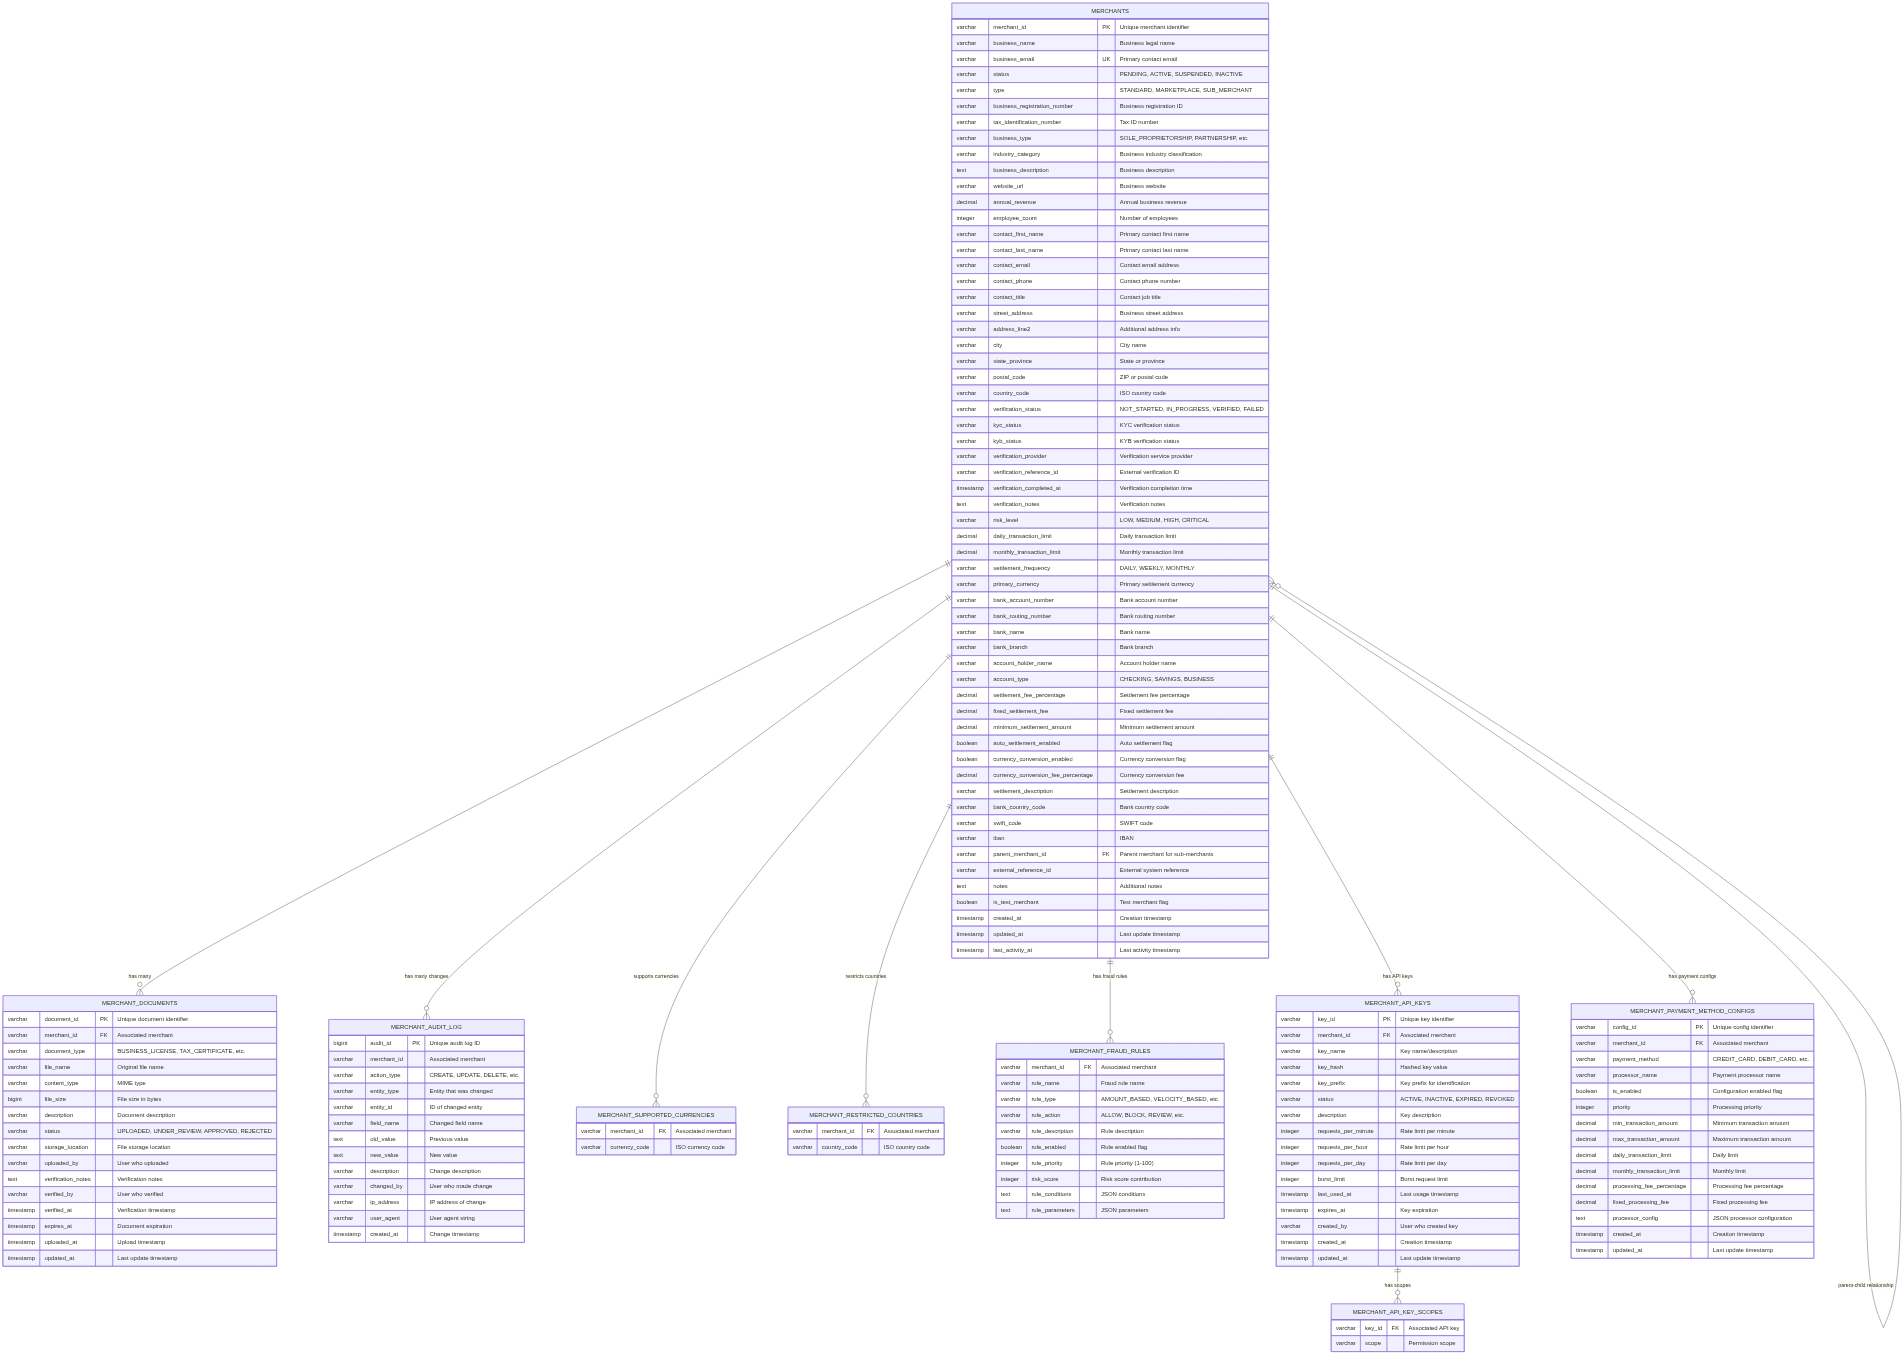 MERCHANTS
varchar merchant_id PK Unique merchant identifier
varchar business_name Business legal name
varchar business_email UK Primary contact email
varchar status PENDING, ACTIVE, SUSPENDED, INACTIVE
varchar type STANDARD, MARKETPLACE, SUB_MERCHANT
varchar business_registration_number Business registration ID
varchar tax_identification_number Tax ID number
varchar business_type SOLE_PROPRIETORSHIP, PARTNERSHIP, etc.
varchar industry_category Business industry classification
text business_description Business description
varchar website_url Business website
decimal annual_revenue Annual business revenue
integer employee_count Number of employees
varchar contact_first_name Primary contact first name
varchar contact_last_name Primary contact last name
varchar contact_email Contact email address
varchar contact_phone Contact phone number
varchar contact_title Contact job title
varchar street_address Business street address
varchar address_line2 Additional address info
varchar city City name
varchar state_province State or province
varchar postal_code ZIP or postal code
varchar country_code ISO country code
varchar verification_status NOT_STARTED, IN_PROGRESS, VERIFIED, FAILED
varchar kyc_status KYC verification status
varchar kyb_status KYB verification status
varchar verification_provider Verification service provider
varchar verification_reference_id External verification ID
timestamp verification_completed_at Verification completion time
text verification_notes Verification notes
varchar risk_level LOW, MEDIUM, HIGH, CRITICAL
decimal daily_transaction_limit Daily transaction limit
decimal monthly_transaction_limit Monthly transaction limit
varchar settlement_frequency DAILY, WEEKLY, MONTHLY
varchar primary_currency Primary settlement currency
varchar bank_account_number Bank account number
varchar bank_routing_number Bank routing number
varchar bank_name Bank name
varchar bank_branch Bank branch
varchar account_holder_name Account holder name
varchar account_type CHECKING, SAVINGS, BUSINESS
decimal settlement_fee_percentage Settlement fee percentage
decimal fixed_settlement_fee Fixed settlement fee
decimal minimum_settlement_amount Minimum settlement amount
boolean auto_settlement_enabled Auto settlement flag
boolean currency_conversion_enabled Currency conversion flag
decimal currency_conversion_fee_percentage Currency conversion fee
varchar settlement_description Settlement description
varchar bank_country_code Bank country code
varchar swift_code SWIFT code
varchar iban IBAN
varchar parent_merchant_id FK Parent merchant for sub-merchants
varchar external_reference_id External system reference
text notes Additional notes
boolean is_test_merchant Test merchant flag
timestamp created_at Creation timestamp
timestamp updated_at Last update timestamp
timestamp last_activity_at Last activity timestamp
has many
has many changes
supports currencies
restricts countries
has fraud rules
has API keys
has payment configs
parent-child relationship
MERCHANT_DOCUMENTS
varchar document_id PK Unique document identifier
varchar merchant_id FK Associated merchant
varchar document_type BUSINESS_LICENSE, TAX_CERTIFICATE, etc.
varchar file_name Original file name
varchar content_type MIME type
bigint file_size File size in bytes
varchar description Document description
varchar status UPLOADED, UNDER_REVIEW, APPROVED, REJECTED
varchar storage_location File storage location
varchar uploaded_by User who uploaded
text verification_notes Verification notes
varchar verified_by User who verified
timestamp verified_at Verification timestamp
timestamp expires_at Document expiration
timestamp uploaded_at Upload timestamp
timestamp updated_at Last update timestamp
MERCHANT_AUDIT_LOG
bigint audit_id PK Unique audit log ID
varchar merchant_id Associated merchant
varchar action_type CREATE, UPDATE, DELETE, etc.
varchar entity_type Entity that was changed
varchar entity_id ID of changed entity
varchar field_name Changed field name
text old_value Previous value
text new_value New value
varchar description Change description
varchar changed_by User who made change
varchar ip_address IP address of change
varchar user_agent User agent string
timestamp created_at Change timestamp
MERCHANT_SUPPORTED_CURRENCIES
varchar merchant_id FK Associated merchant
varchar currency_code ISO currency code
MERCHANT_RESTRICTED_COUNTRIES
varchar merchant_id FK Associated merchant
varchar country_code ISO country code
MERCHANT_FRAUD_RULES
varchar merchant_id FK Associated merchant
varchar rule_name Fraud rule name
varchar rule_type AMOUNT_BASED, VELOCITY_BASED, etc.
varchar rule_action ALLOW, BLOCK, REVIEW, etc.
varchar rule_description Rule description
boolean rule_enabled Rule enabled flag
integer rule_priority Rule priority (1-100)
integer risk_score Risk score contribution
text rule_conditions JSON conditions
text rule_parameters JSON parameters
MERCHANT_API_KEYS
varchar key_id PK Unique key identifier
varchar merchant_id FK Associated merchant
varchar key_name Key name/description
varchar key_hash Hashed key value
varchar key_prefix Key prefix for identification
varchar status ACTIVE, INACTIVE, EXPIRED, REVOKED
varchar description Key description
integer requests_per_minute Rate limit per minute
integer requests_per_hour Rate limit per hour
integer requests_per_day Rate limit per day
integer burst_limit Burst request limit
timestamp last_used_at Last usage timestamp
timestamp expires_at Key expiration
varchar created_by User who created key
timestamp created_at Creation timestamp
timestamp updated_at Last update timestamp
MERCHANT_PAYMENT_METHOD_CONFIGS
varchar config_id PK Unique config identifier
varchar merchant_id FK Associated merchant
varchar payment_method CREDIT_CARD, DEBIT_CARD, etc.
varchar processor_name Payment processor name
boolean is_enabled Configuration enabled flag
integer priority Processing priority
decimal min_transaction_amount Minimum transaction amount
decimal max_transaction_amount Maximum transaction amount
decimal daily_transaction_limit Daily limit
decimal monthly_transaction_limit Monthly limit
decimal processing_fee_percentage Processing fee percentage
decimal fixed_processing_fee Fixed processing fee
text processor_config JSON processor configuration
timestamp created_at Creation timestamp
timestamp updated_at Last update timestamp
has scopes
MERCHANT_API_KEY_SCOPES
varchar key_id FK Associated API key
varchar scope Permission scope